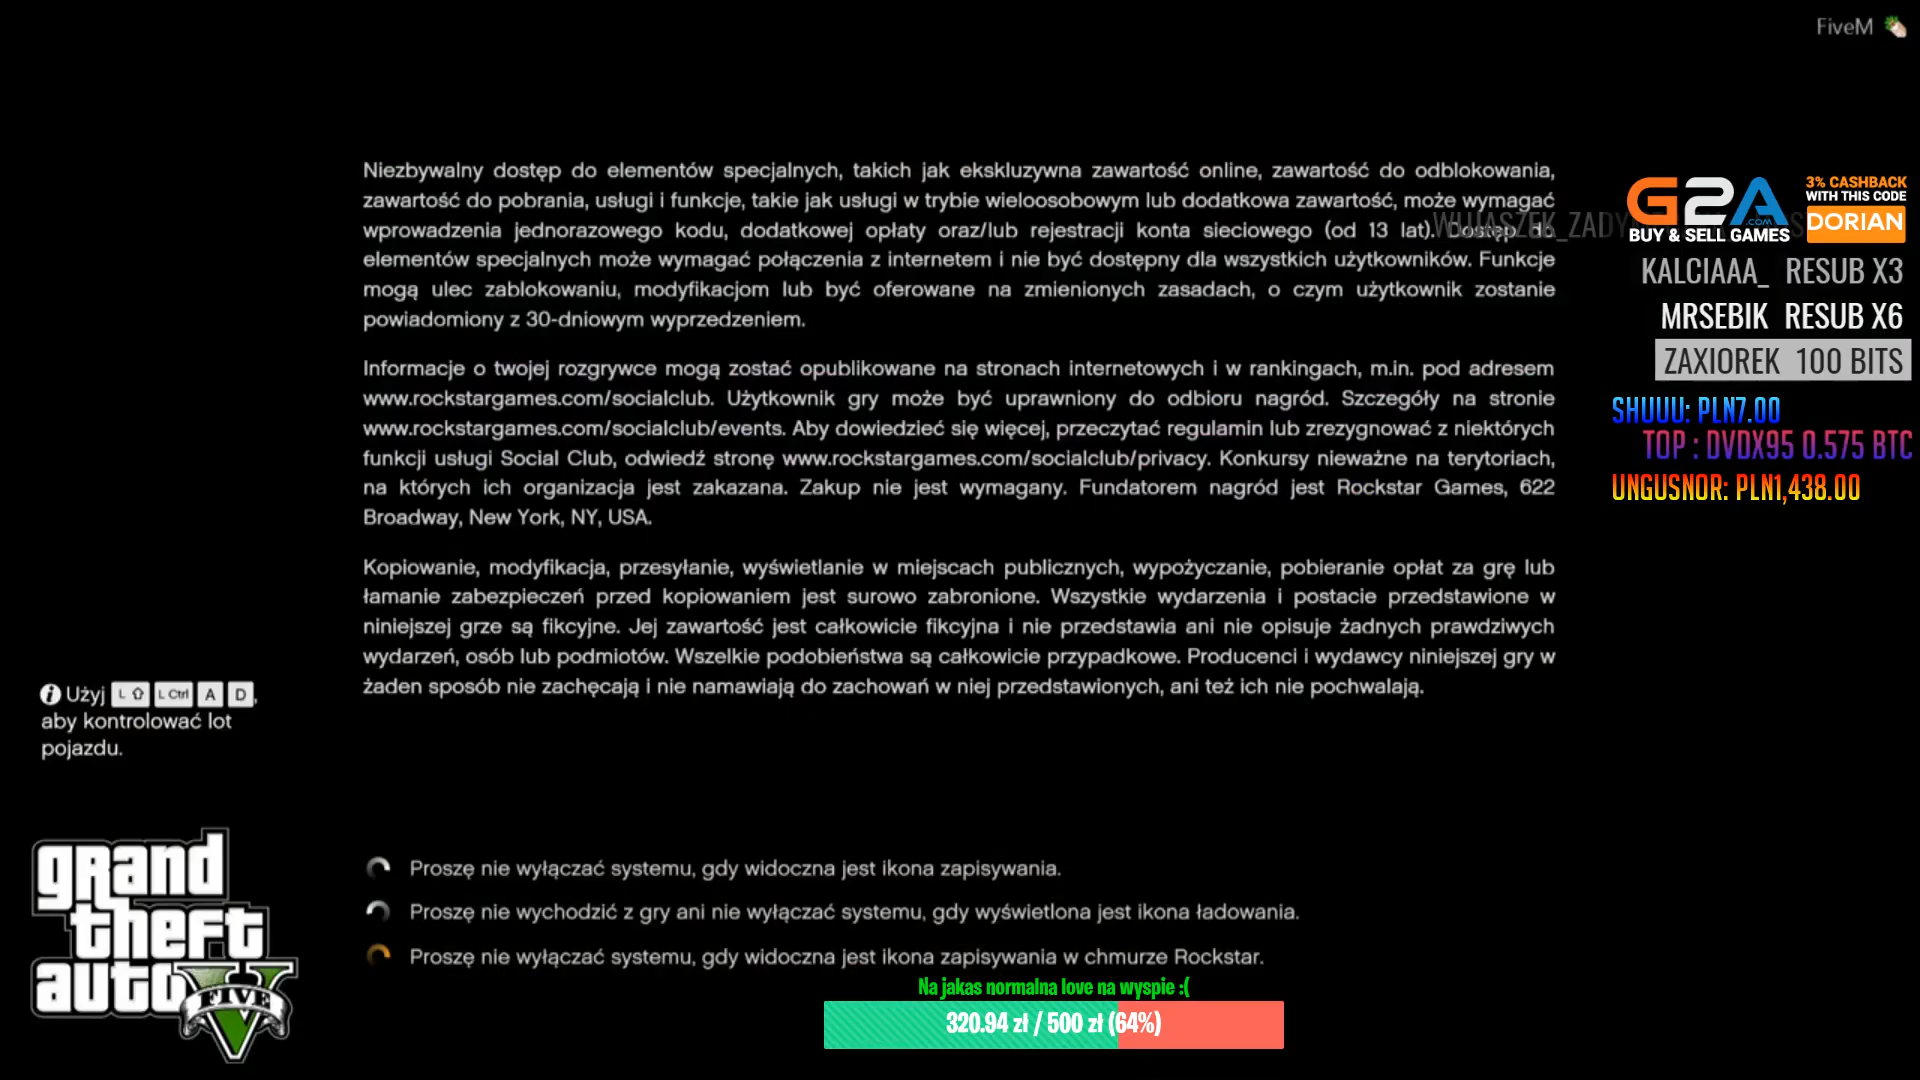 FiveM
Niezbywalny dostęp do elementów specjalnych, takich jak ekskluzywna zawartość online, zawartość do odblokowania,
zawartość do pobrania, usługi i funkcje, takie jak usługi w trybie wieloosobowym lub dodatkowa zawartość, może wymagać
wprowadzenia jednorazowego kodu, dodatkowej opłaty oraz/lub rejestracji konta sieciowego (od 13 lat). Dostęp do
elementów specjalnych może wymagać połączenia z internetem i nie być dostępny dla wszystkich użytkowników. Funkcje
mogą ulec zablokowaniu, modyfikacjom lub być oferowane na zmienionych zasadach, o czym użytkownik zostanie
powiadomiony z 30-dniowym wyprzedzeniem.
Informacje o twojej rozgrywce mogą zostać opublikowane na stronach internetowych i w rankingach, m.in. pod adresem
www.rockstargames.com/socialclub. Użytkownik gry może być uprawniony do odbioru nagród. Szczegóły na stronie
www.rockstargames.com/socialclub/events. Aby dowiedzieć się więcej, przeczytać regulamin lub zrezygnować z niektórych
funkcji usługi Social Club, odwiedź stronę www.rockstargames.com/socialclub/privacy. Konkursy nieważne na terytoriach,
na których ich organizacja jest zakazana. Zakup nie jest wymagany. Fundatorem nagród jest Rockstar Games, 622
Broadway, New York, NY, USA.
Kopiowanie, modyfikacja, przesyłanie, wyświetlanie w miejscach publicznych, wypożyczanie, pobieranie opłat za grę lub
łamanie zabezpieczeń przed kopiowaniem jest surowo zabronione. Wszystkie wydarzenia i postacie przedstawione w
niniejszej grze są fikcyjne. Jej zawartość jest całkowicie fikcyjna i nie przedstawia ani nie opisuje żadnych prawdziwych
wydarzeń, osób lub podmiotów. Wszelkie podobieństwa są całkowicie przypadkowe. Producenci i wydawcy niniejszej gry w
żaden sposób nie zachęcają i nie namawiają do zachowań w niej przedstawionych, ani też ich nie pochwalają.
G2A.COM
BUY & SELL GAMES
3% CASHBACK
WITH THIS CODE
DORIAN
KALCIAAA_ RESUB X3
MRSEBIK RESUB X6
ZAXIOREK 100 BITS
SHUUU: PLN7.00
TOP : DVDX95 0.575 BTC
UNGUSNOR: PLN1,438.00
Użyj L⇧ L Ctrl A D,
aby kontrolować lot
pojazdu.
grand
theft
auto V
FIVE
Proszę nie wyłączać systemu, gdy widoczna jest ikona zapisywania.
Proszę nie wychodzić z gry ani nie wyłączać systemu, gdy wyświetlona jest ikona ładowania.
Proszę nie wyłączać systemu, gdy widoczna jest ikona zapisywania w chmurze Rockstar.
Na jakas normalna love na wyspie :(
320.94 zł / 500 zł (64%)